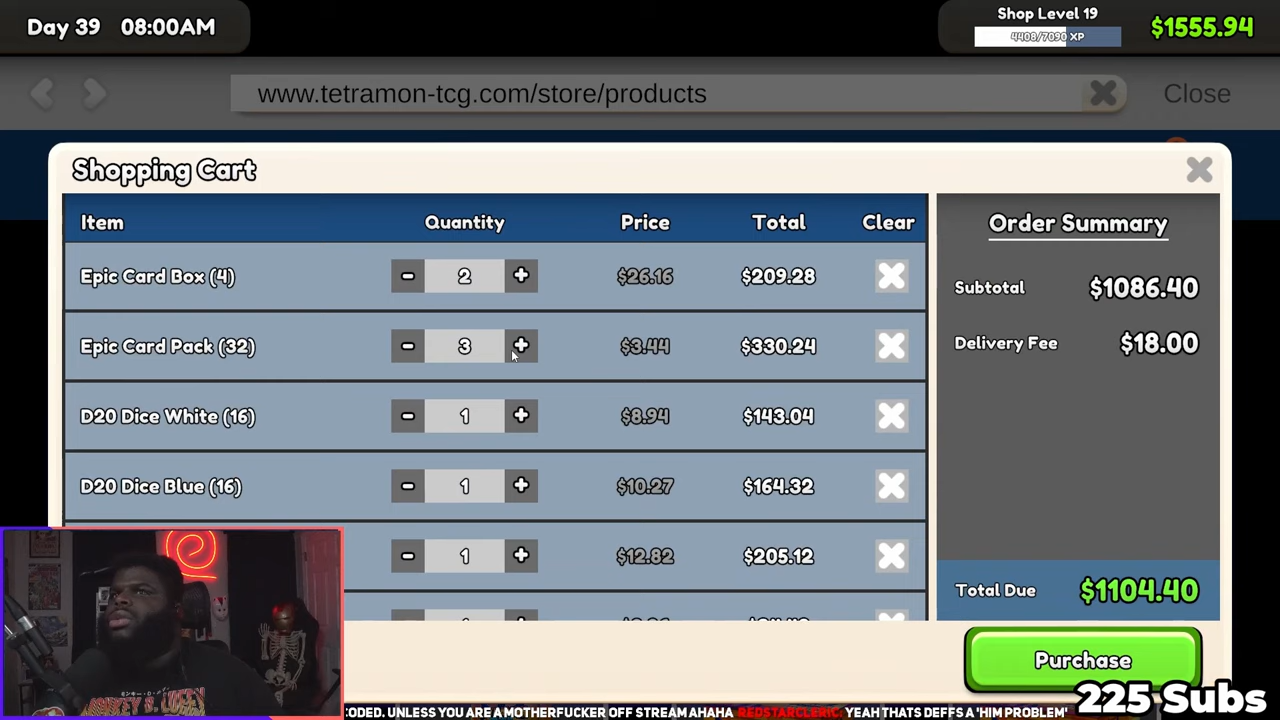 Day 39 08:00AM
Shop Level 19
4408/7090 XP
$1555.94
www.tetramon-tcg.com/store/products
Close
Shopping Cart
Item Quantity Price Total Clear
Epic Card Box (4) - 2 + $26.16 $209.28
Epic Card Pack (32) - 3 + $3.44 $330.24
D20 Dice White (16) - 1 + $8.94 $143.04
D20 Dice Blue (16) - 1 + $10.27 $164.32
- 1 + $12.82 $205.12
Order Summary
Subtotal $1086.40
Delivery Fee $18.00
Total Due $1104.40
Purchase
225 Subs
CODED. UNLESS YOU ARE A MOTHERFUCKER OFF STREAM AHAHA REDSTARCLERIC: YEAH THATS DEFFS A 'HIM PROBLEM'